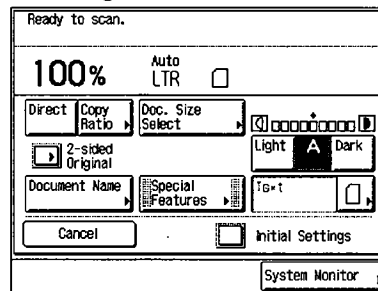 Ready to scan.
100%
Auto
LTR
Direct
Copy
Ratio
Doc. Size
Select
2-sided
Original
Light
A
Dark
Document Name
Special
Features
Text
Cancel
Initial Settings
System Monitor